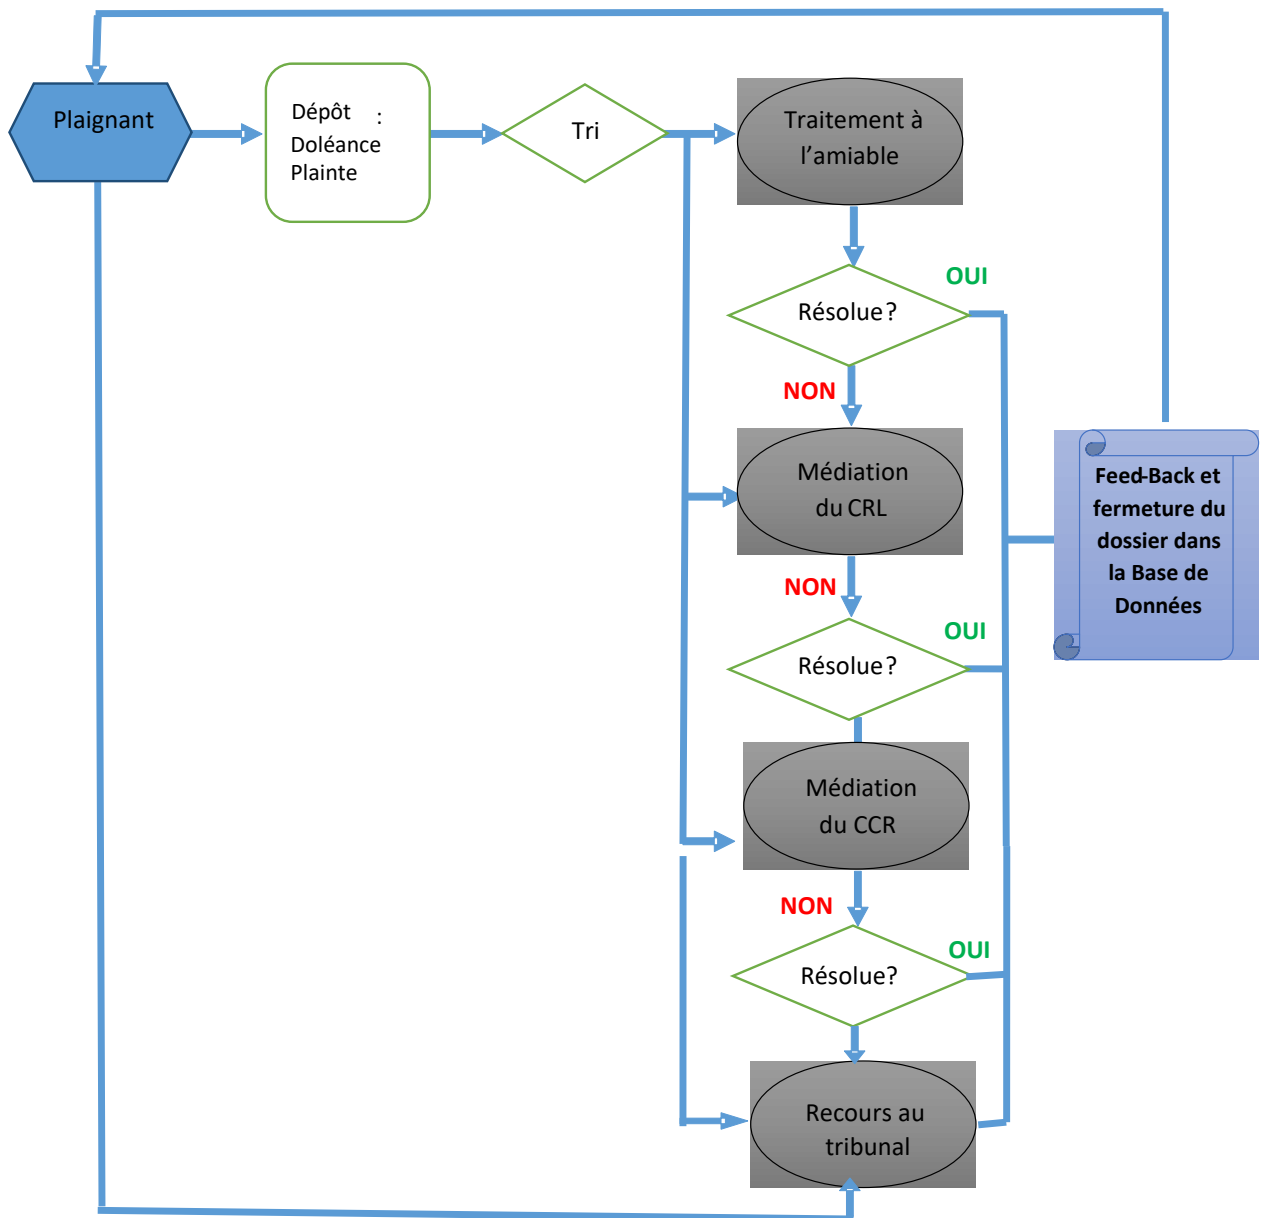 Plaignant
Dépôt :
Doléance
Plainte
Tri
Traitement à
l’amiable
OUI
Résolue?
NON
Médiation
du CRL
Feed-Back et
fermeture du
dossier dans
la Base de
Données
NON
OUI
Résolue?
Médiation
du CCR
NON
OUI
Résolue?
Recours au
tribunal